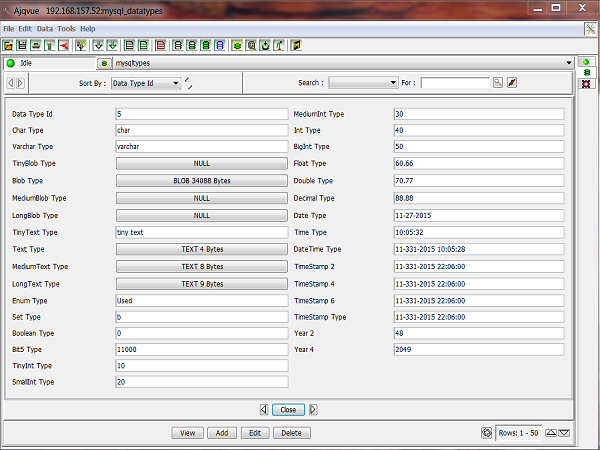 Ajqvue 192.168.157.52:mysql_datatypes
File Edit Data Tools Help
Idle mysqltypes
Sort By : Data Type Id Search : For :
Data Type Id 5 MediumInt Type 30
Char Type char Int Type 40
Varchar Type varchar BigInt Type 50
TinyBlob Type NULL Float Type 60.66
Blob Type BLOB 34088 Bytes Double Type 70.77
MediumBlob Type NULL Decimal Type 88.88
LongBlob Type NULL Date Type 11-27-2015
TinyText Type tiny text Time Type 10:05:32
Text Type TEXT 4 Bytes DateTime Type 11-331-2015 10:05:28
MediumText Type TEXT 8 Bytes TimeStamp 2 11-331-2015 22:06:00
LongText Type TEXT 9 Bytes TimeStamp 4 11-331-2015 22:06:00
Enum Type Used TimeStamp 6 11-331-2015 22:06:00
Set Type b TimeStamp Type 11-331-2015 22:06:00
Boolean Type 0 Year 2 48
Bit5 Type 11000 Year 4 2049
TinyInt Type 10
SmallInt Type 20
Close
View Add Edit Delete Rows: 1 - 50